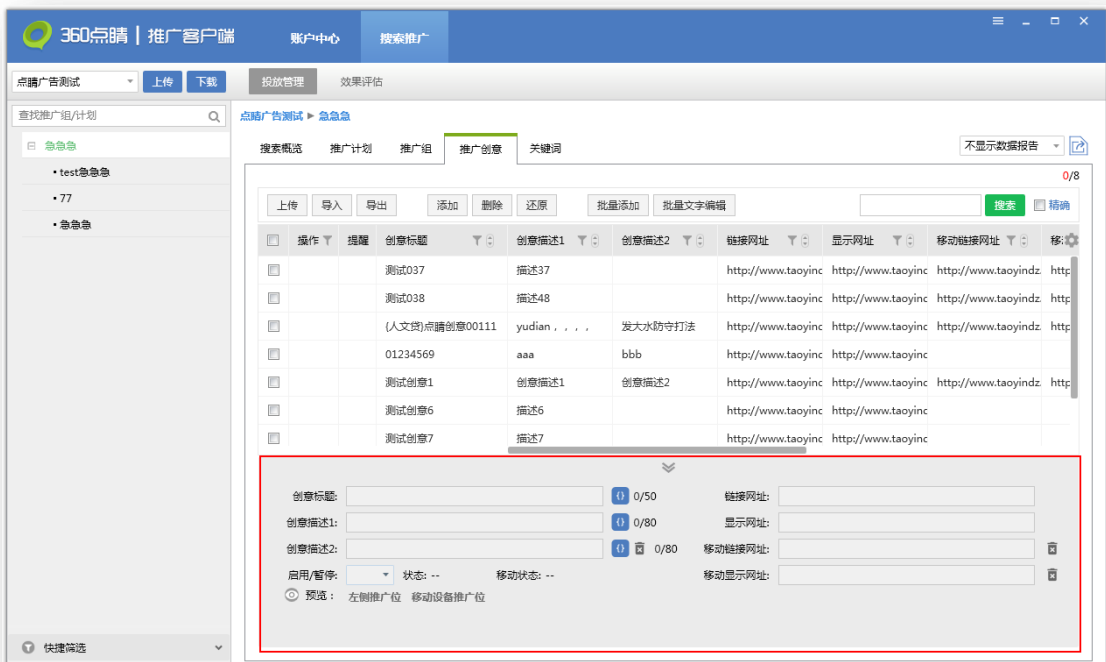 360点睛 | 推广客户端 账户中心 搜索推广
点睛广告测试 上传 下载 投放管理 效果评估
查找推广组/计划 点睛广告测试 ▶ 急急急
急急急 搜索概览 推广计划 推广组 推广创意 关键词 不显示数据报告
• test急急急
0/8
• 77 上传 导入 导出 添加 删除 还原 批量添加 批量文字编辑 搜索 精确
• 急急急
操作 提醒 创意标题 创意描述1 创意描述2 链接网址 显示网址 移动链接网址
测试037 描述37 http://www.taoyinc http://www.taoyinc http://www.taoyindz. http
测试038 描述48 http://www.taoyinc http://www.taoyinc http://www.taoyindz. http
{人文贷}点睛创意00111 yudian，，，， 发大水防守打法 http://www.taoyinc http://www.taoyinc http://www.taoyindz. http
01234569 aaa bbb http://www.taoyinc http://www.taoyinc
测试创意1 创意描述1 创意描述2 http://www.taoyinc http://www.taoyinc http://www.taoyindz. http
测试创意6 描述6 http://www.taoyinc http://www.taoyinc
测试创意7 描述7 http://www.taoyinc http://www.taoyinc
创意标题: {} 0/50 链接网址:
创意描述1: {} 0/80 显示网址:
创意描述2: {} 0/80 移动链接网址:
启用/暂停: 状态: -- 移动状态: -- 移动显示网址:
预览： 左侧推广位 移动设备推广位
快捷筛选